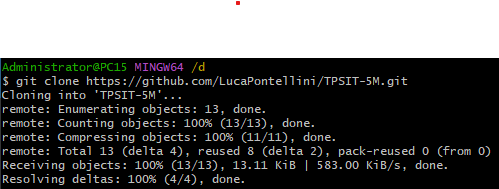 Administrator@PC15 MINGW64 /d
$ git clone https://github.com/LucaPontellini/TPSIT-5M.git
Cloning into 'TPSIT-5M'...
remote: Enumerating objects: 13, done.
remote: Counting objects: 100% (13/13), done.
remote: Compressing objects: 100% (11/11), done.
remote: Total 13 (delta 4), reused 8 (delta 2), pack-reused 0 (from 0)
Receiving objects: 100% (13/13), 13.11 KiB | 583.00 KiB/s, done.
Resolving deltas: 100% (4/4), done.